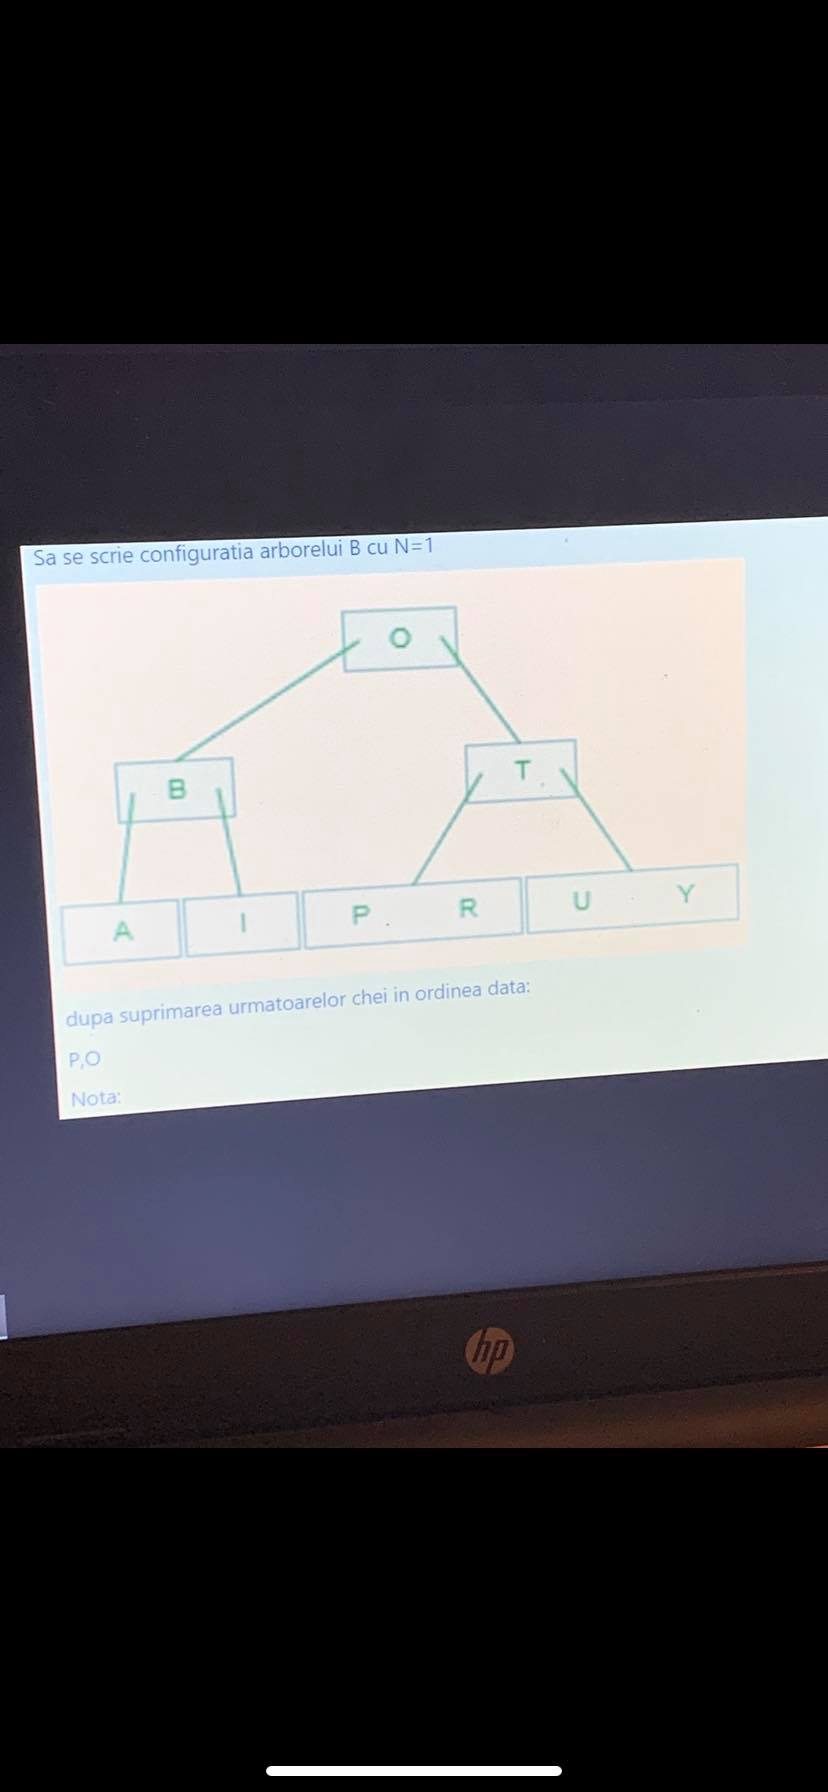 Sa se scrie configuratia arborelui B cu N=1
O
B
T
A
I
P
R
U
Y
dupa suprimarea urmatoarelor chei in ordinea data:
P,O
Nota:
hp